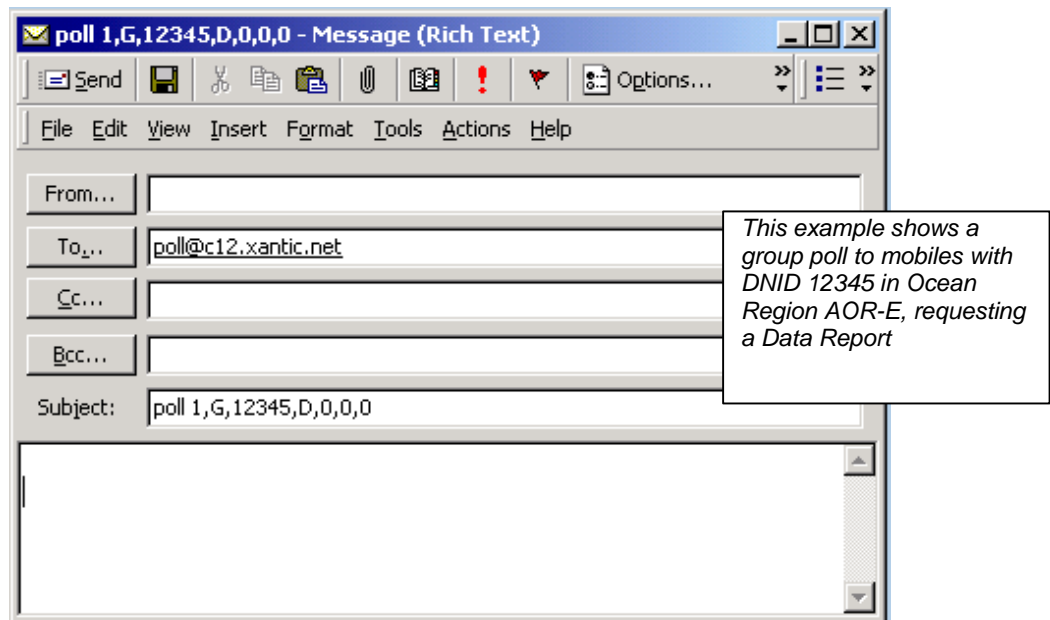 poll 1,G,12345,D,0,0,0 - Message (Rich Text)
Send Options... » »
File Edit View Insert Format Tools Actions Help
From...
To... poll@c12.xantic.net
Cc...
Bcc...
Subject: poll 1,G,12345,D,0,0,0
This example shows a
group poll to mobiles with
DNID 12345 in Ocean
Region AOR-E, requesting
a Data Report